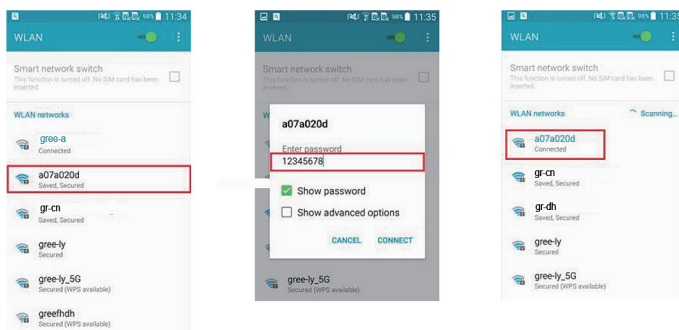 98% 11:34
WLAN
Smart network switch
This function is turned off. No SIM card has been
inserted.
WLAN networks
gree-a
Connected
a07a020d
Saved, Secured
gr-cn
Saved, Secured
gree-ly
Secured
gree-ly_5G
Secured (WPS available)
greefhdh
Secured (WPS available)
98% 11:35
WLAN
Smart network switch
This function is turned off. No SIM card has been
inserted.
a07a020d
Enter password
12345678
Show password
Show advanced options
CANCEL CONNECT
gree-ly_5G
Secured (WPS available)
98% 11:35
WLAN
Smart network switch
This function is turned off. No SIM card has been
inserted.
WLAN networks Scanning...
a07a020d
Connected
gr-cn
Saved, Secured
gr-dh
Saved, Secured
gree-ly
Secured
gree-ly_5G
Secured (WPS available)